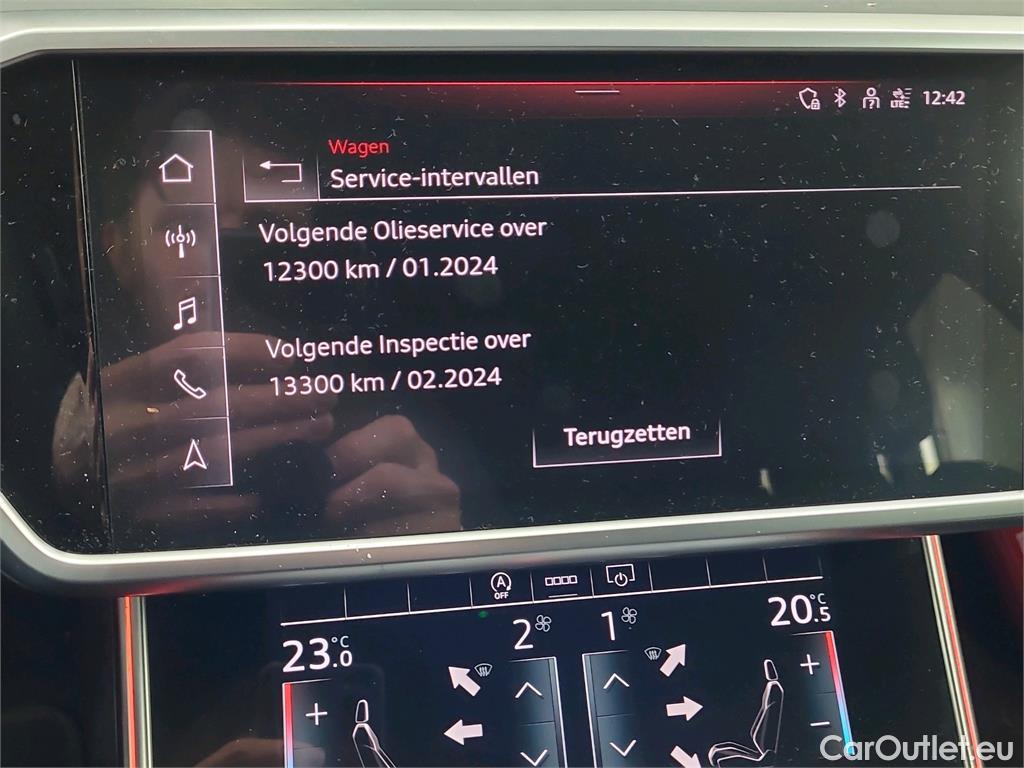 12:42
Wagen
Service-intervallen
Volgende Olieservice over
12300 km / 01.2024
Volgende Inspectie over
13300 km / 02.2024
Terugzetten
A
OFF
23.0 °C
2
1
20.5 °C
+
+
−
CarOutlet.eu